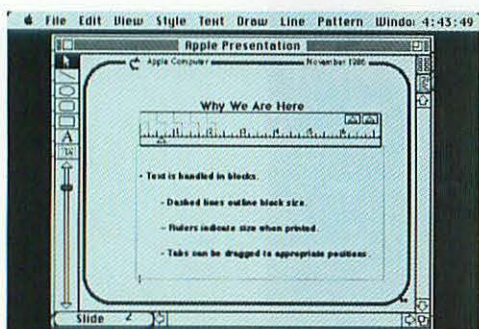 File Edit View Style Text Draw Line Pattern Window 4:43:49
Apple Presentation
Apple Computer November 1986
Why We Are Here
- Text is handled in blocks.
- Dashed lines outline block size.
- Rulers indicate size when printed.
- Tabs can be dragged to appropriate positions.
A
Slide 2